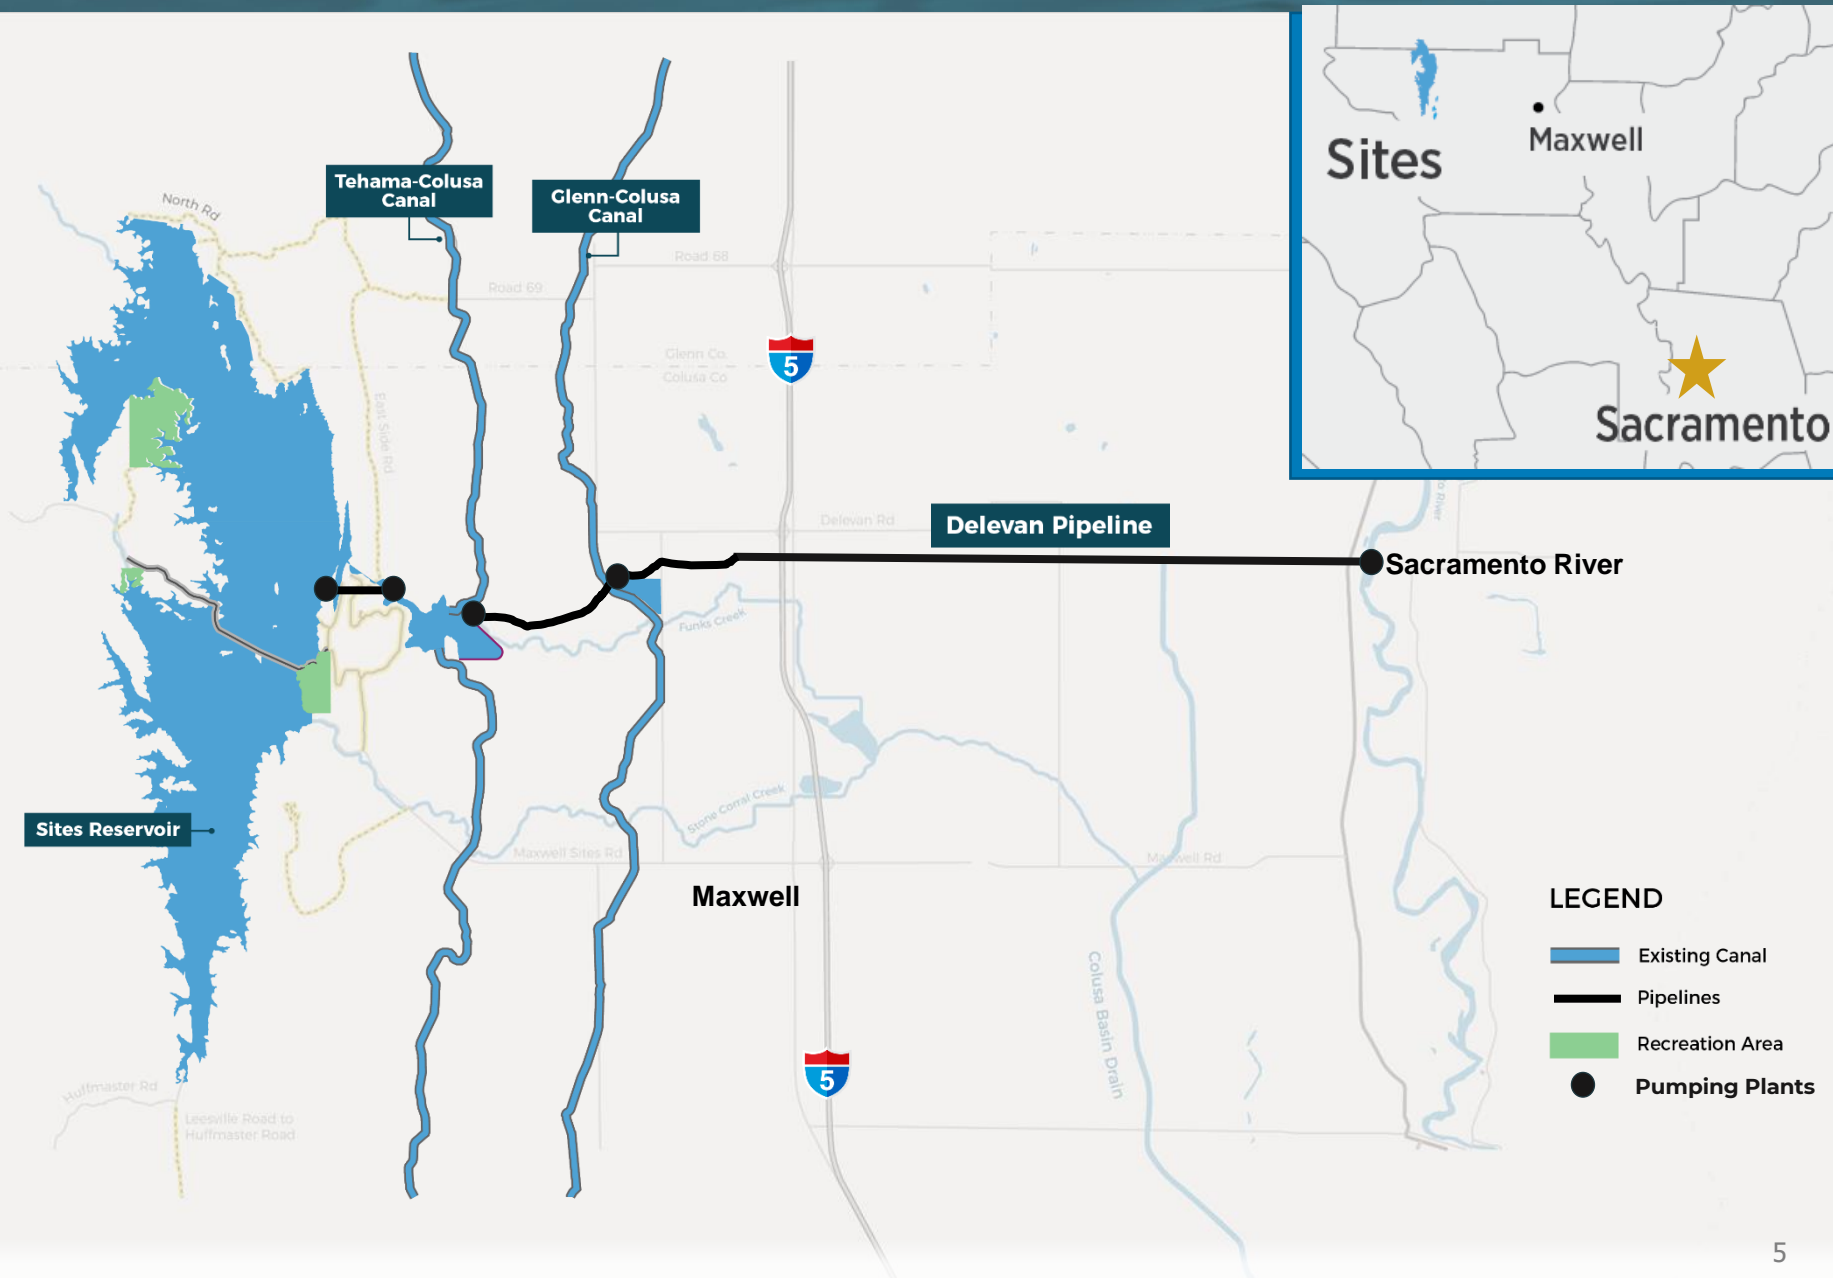 Sites
Maxwell
Sacramento
Tehama-Colusa
Canal
Glenn-Colusa
Canal
North Rd
Road 68
Road 69
5
Glenn Co.
Colusa Co
East Side Rd
Delevan Rd
Delevan Pipeline
River
Sacramento River
Funks Creek
Stone Corral Creek
Sites Reservoir
Maxwell Sites Rd
Maxwell Rd
Maxwell
Colusa Basin Drain
5
Huffmaster Rd
Leesville Road to
Huffmaster Road
LEGEND
Existing Canal
Pipelines
Recreation Area
Pumping Plants
5